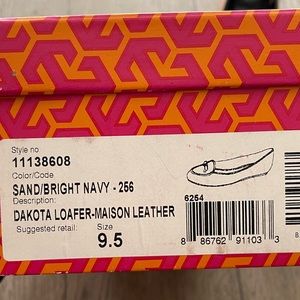 Style no
11138608
Color/Code
SAND/BRIGHT NAVY - 256
Description:
DAKOTA LOAFER-MAISON LEATHER
Suggested retail: Size
9.5
6254
8 86762 91103 3